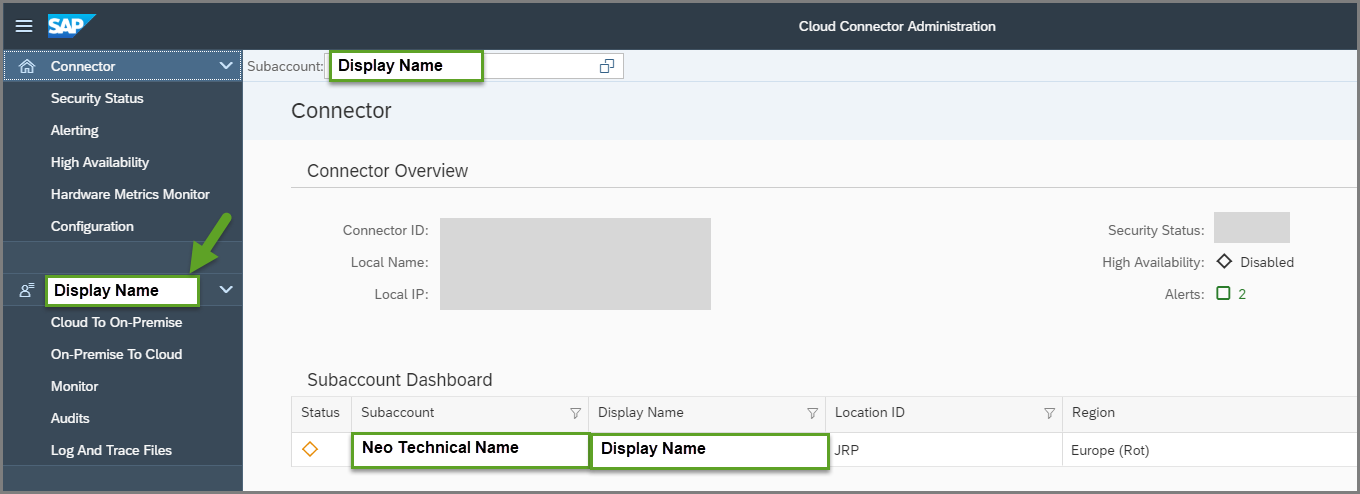 SAP
Cloud Connector Administration
Connector
Security Status
Alerting
High Availability
Hardware Metrics Monitor
Configuration
Display Name
Cloud To On-Premise
On-Premise To Cloud
Monitor
Audits
Log And Trace Files
Subaccount: Display Name
Connector
Connector Overview
Connector ID:
Local Name:
Local IP:
Security Status:
High Availability: Disabled
Alerts: 2
Subaccount Dashboard
Status Subaccount Display Name Location ID Region
Neo Technical Name Display Name JRP Europe (Rot)